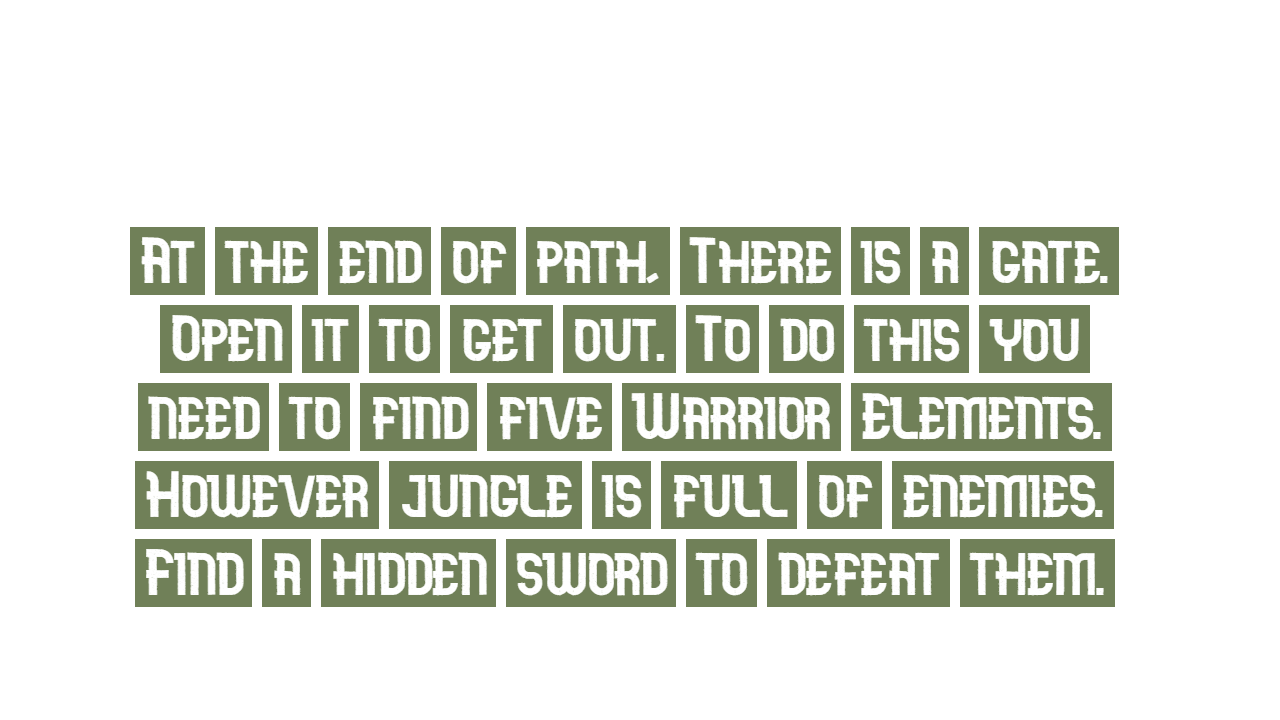 At the end of path, There is a gate.
Open it to get out. To do this you
need to find five Warrior Elements.
However jungle is full of enemies.
Find a hidden sword to defeat them.